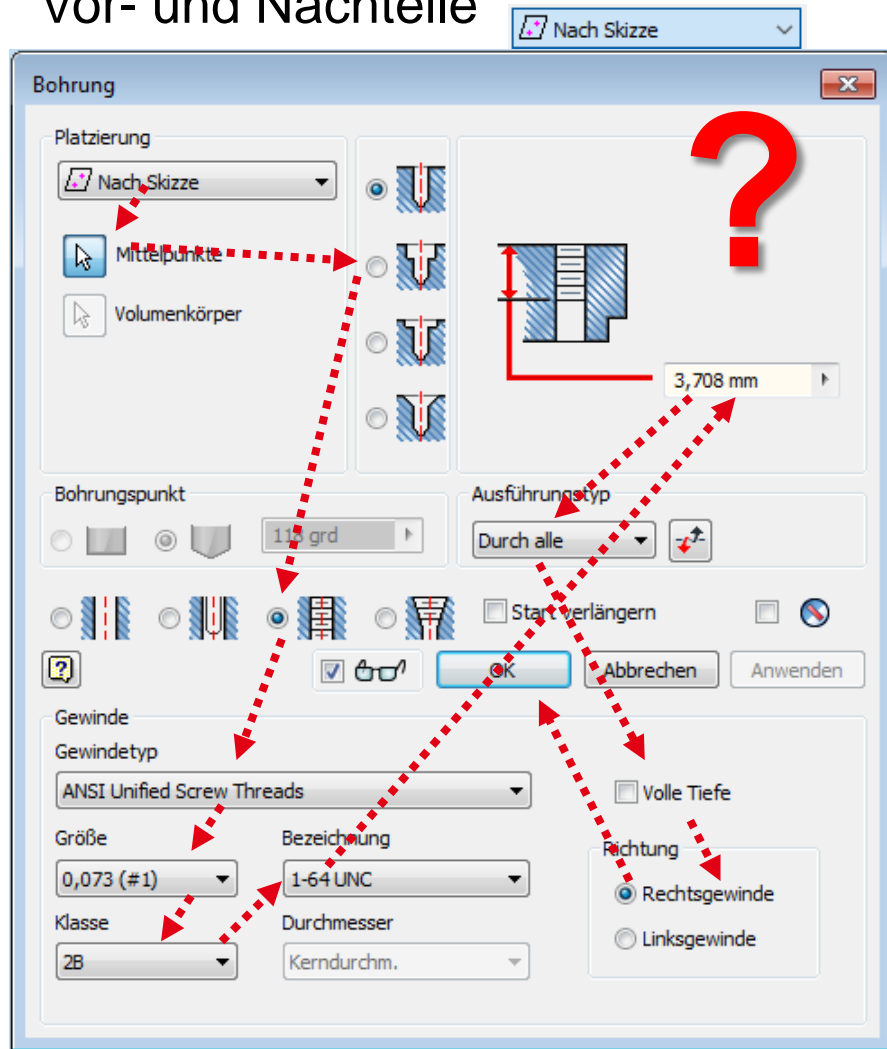 Vor- und Nachteile
Nach Skizze
Bohrung
Platzierung
Nach Skizze
Mittelpunkte
Volumenkörper
?
3,708 mm
Bohrungspunkt
118 grd
Ausführungstyp
Durch alle
Start verlängern
?
OK
Abbrechen
Anwenden
Gewinde
Gewindetyp
ANSI Unified Screw Threads
Volle Tiefe
Größe
Bezeichnung
0,073 (#1)
1-64 UNC
Richtung
Rechtsgewinde
Linksgewinde
Klasse
Durchmesser
2B
Kerndurchm.